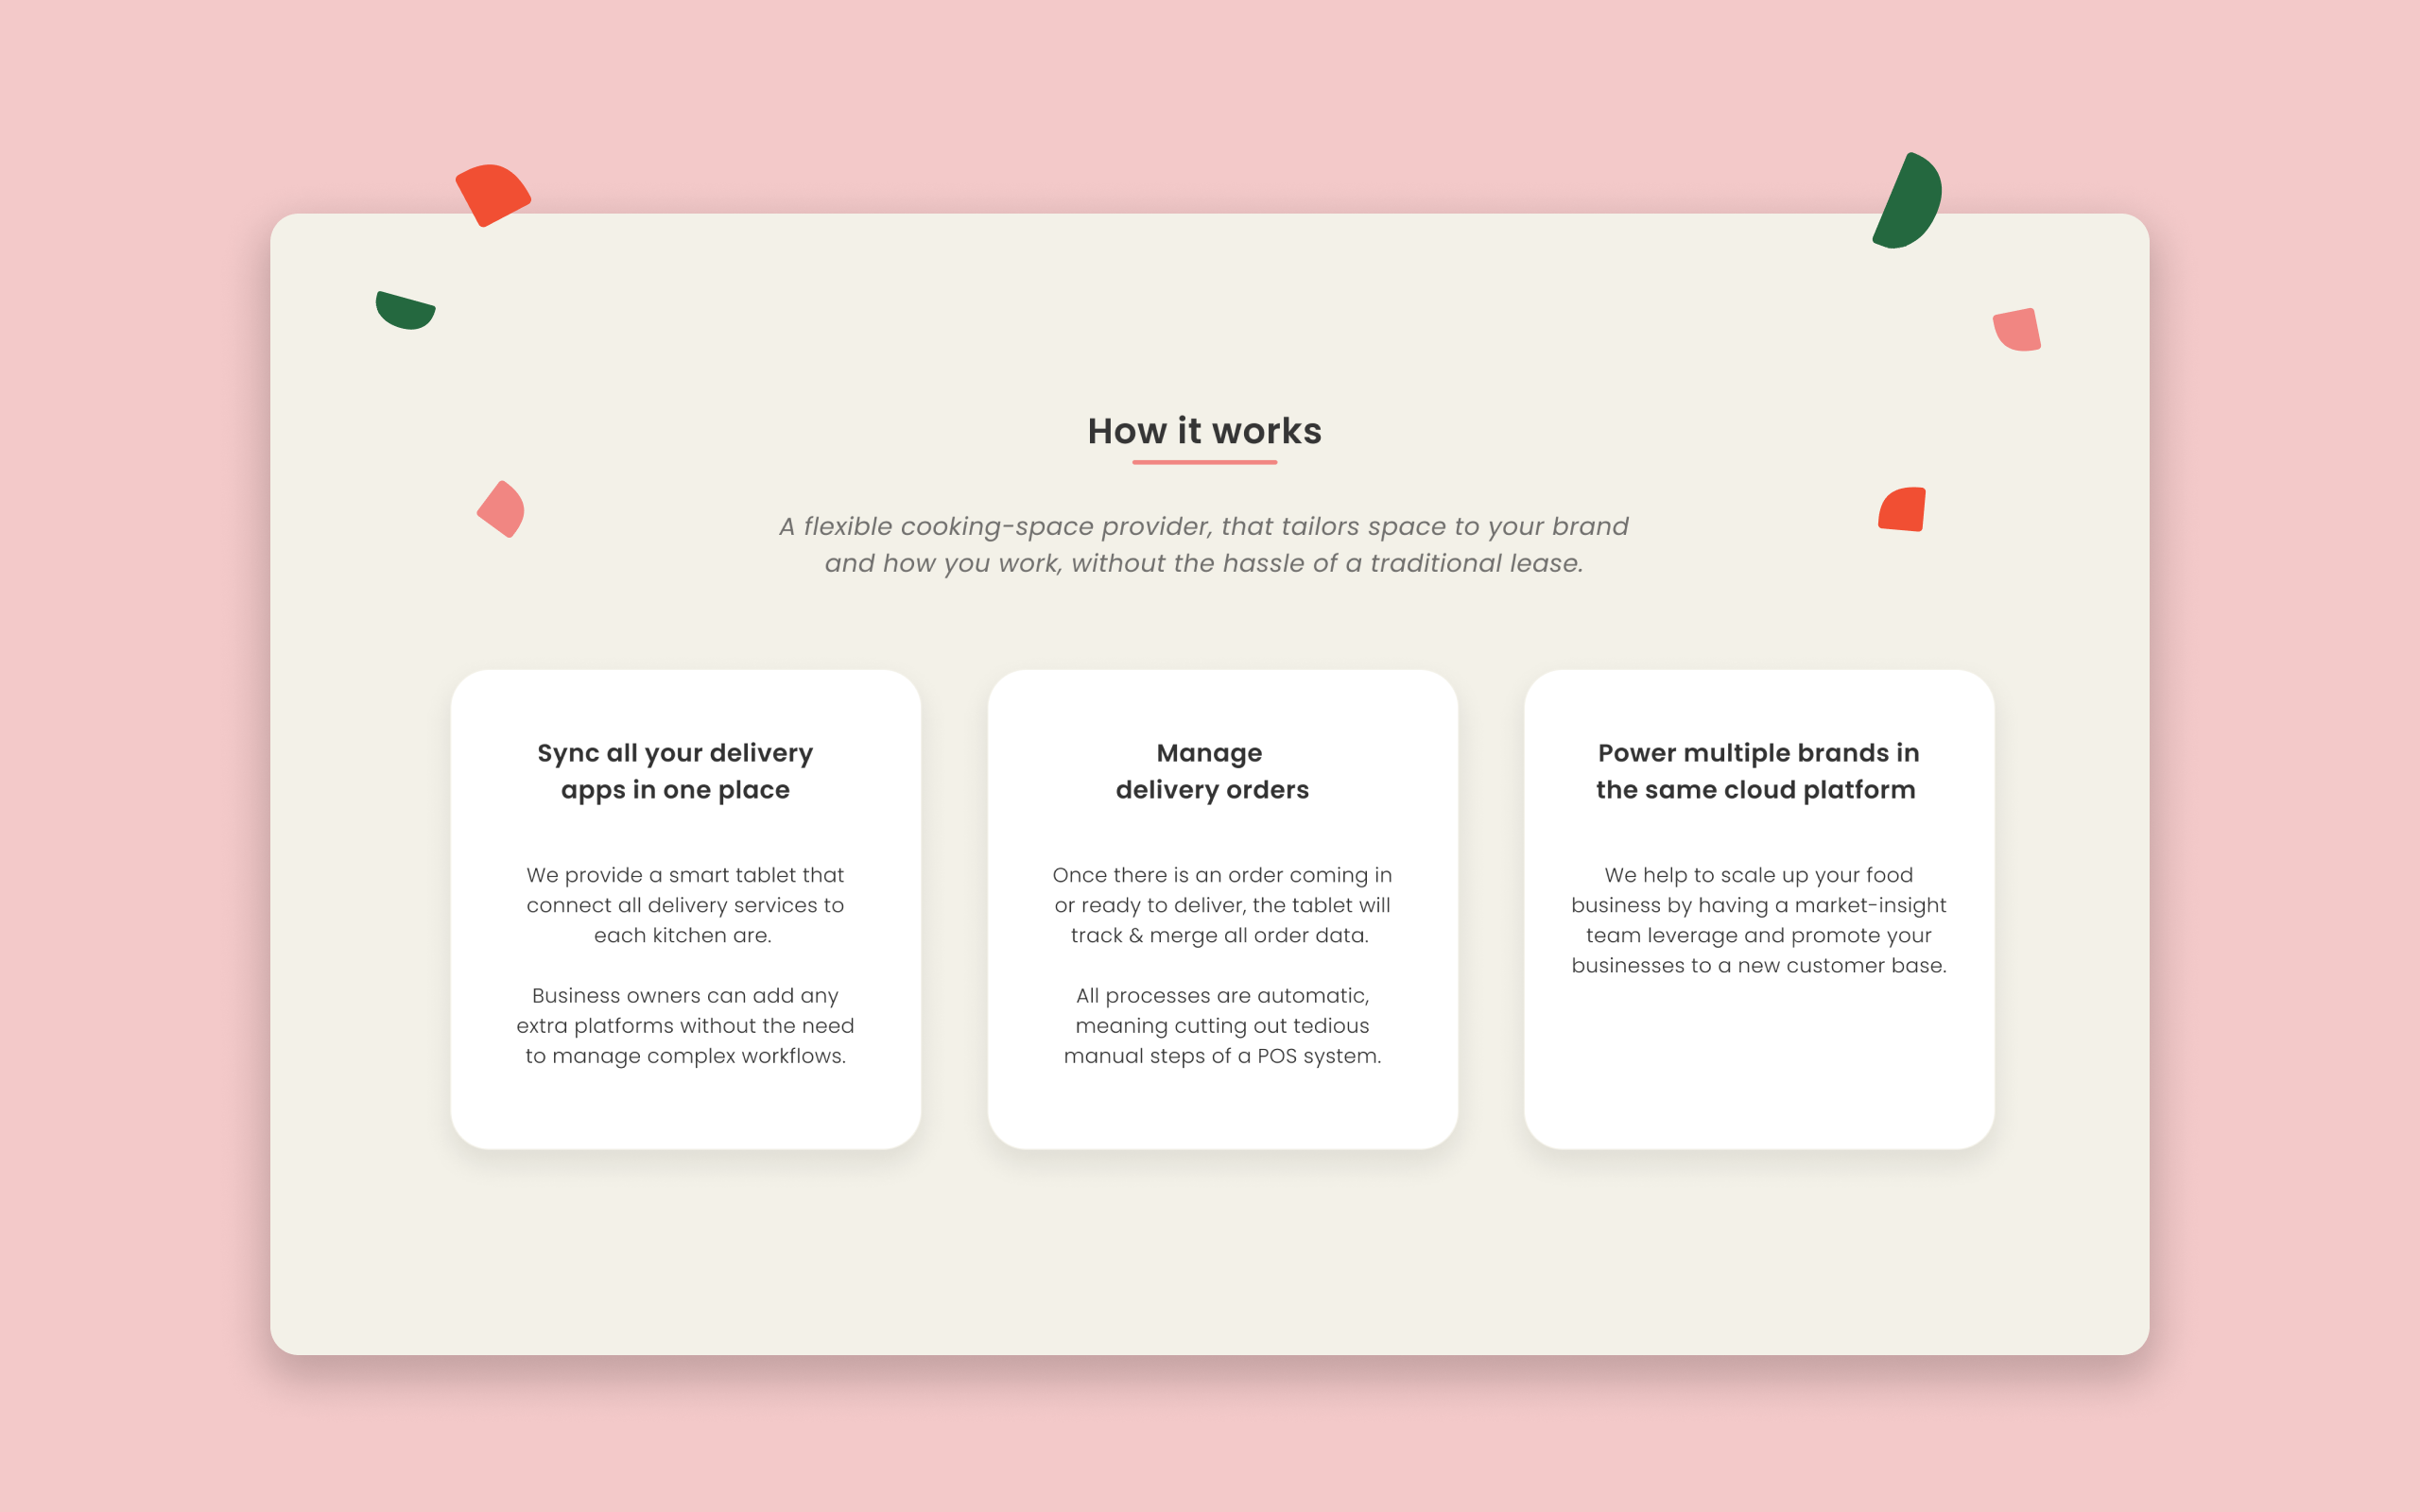 How it works
A flexible cooking-space provider, that tailors space to your brand
and how you work, without the hassle of a traditional lease.
Sync all your delivery
apps in one place
We provide a smart tablet that
connect all delivery services to
each kitchen are.
Business owners can add any
extra platforms without the need
to manage complex workflows.
Manage
delivery orders
Once there is an order coming in
or ready to deliver, the tablet will
track & merge all order data.
All processes are automatic,
meaning cutting out tedious
manual steps of a POS system.
Power multiple brands in
the same cloud platform
We help to scale up your food
business by having a market-insight
team leverage and promote your
businesses to a new customer base.